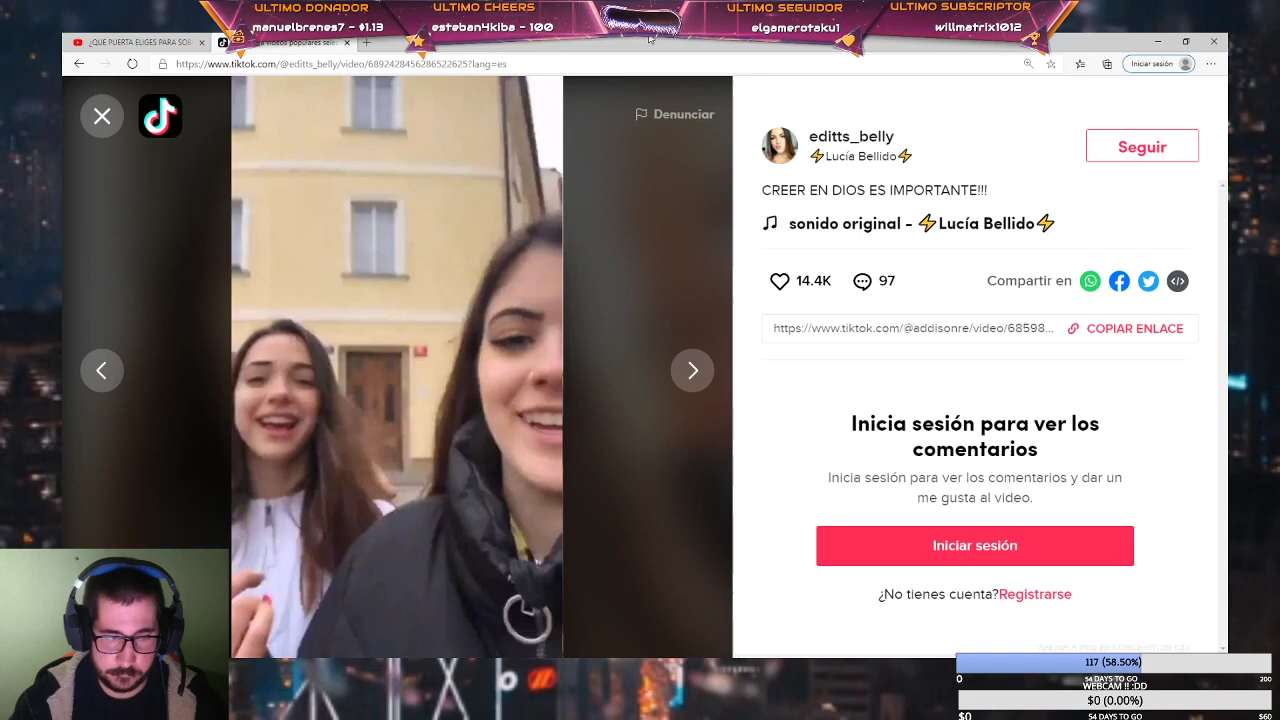 ULTIMO DONADOR
manuelbrenes7 - $1.13
ULTIMO CHEERS
esteban4kiba - 100
ULTIMO SEGUIDOR
elgamerotaku1
ULTIMO SUBSCRIPTOR
willmatrix1012
¿QUE PUERTA ELIGES PARA SOB
videos populares sele
https://www.tiktok.com/@editts_belly/video/6892428456286522625?lang=es
Iniciar sesión
Denunciar
editts_belly
⚡Lucía Bellido⚡
Seguir
CREER EN DIOS ES IMPORTANTE!!!
sonido original - ⚡Lucía Bellido⚡
14.4K
97
Compartir en
https://www.tiktok.com/@addisonre/video/68598...
COPIAR ENLACE
Inicia sesión para ver los
comentarios
Inicia sesión para ver los comentarios y dar un
me gusta al video.
Iniciar sesión
¿No tienes cuenta?Registrarse
117 (58.50%)
0
54 DAYS TO GO
200
WEBCAM !! :DD
$0 (0.00%)
$0
54 DAYS TO GO
560